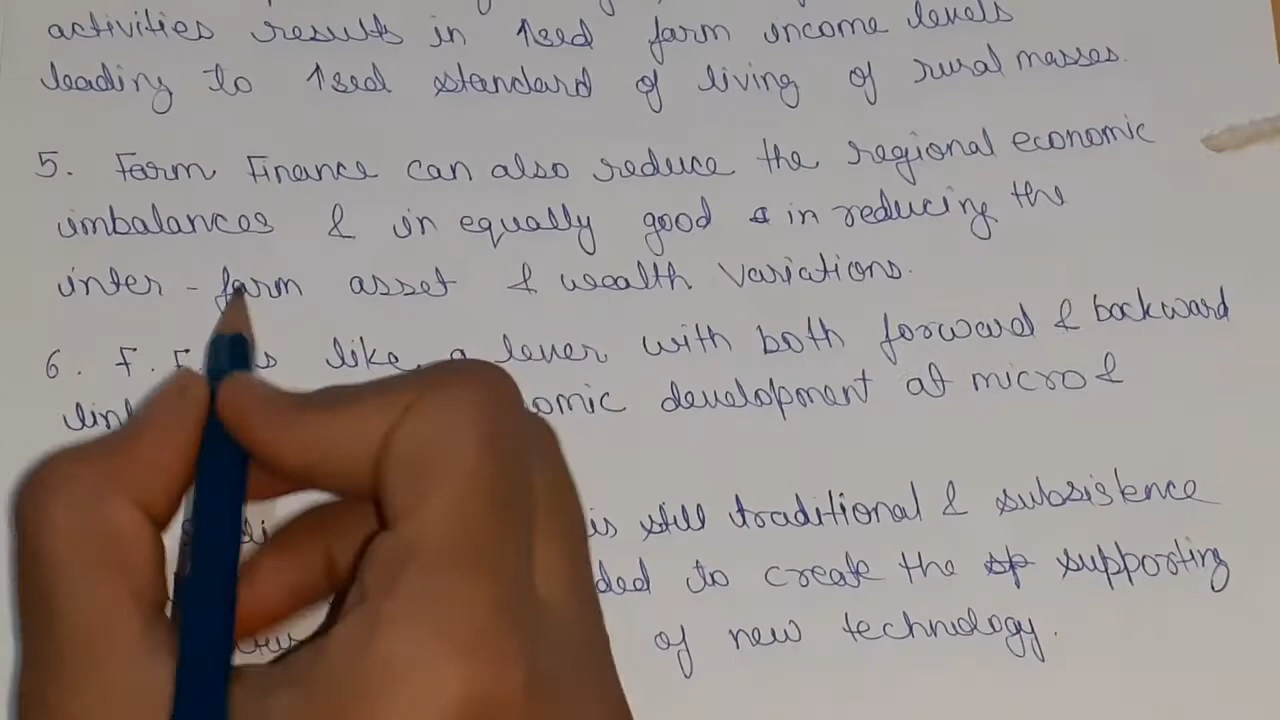 activities results in ↑sed farm income levels
leading to ↑sed standard of living of rural masses.
5. Farm Finance can also reduce the regional economic
imbalances & in equally good in reducing the
inter - farm asset & wealth variations.
6. F. F. is like a lever with both forward & backward
development at micro &
is still traditional & subsistence
to create the supporting
of new technology.